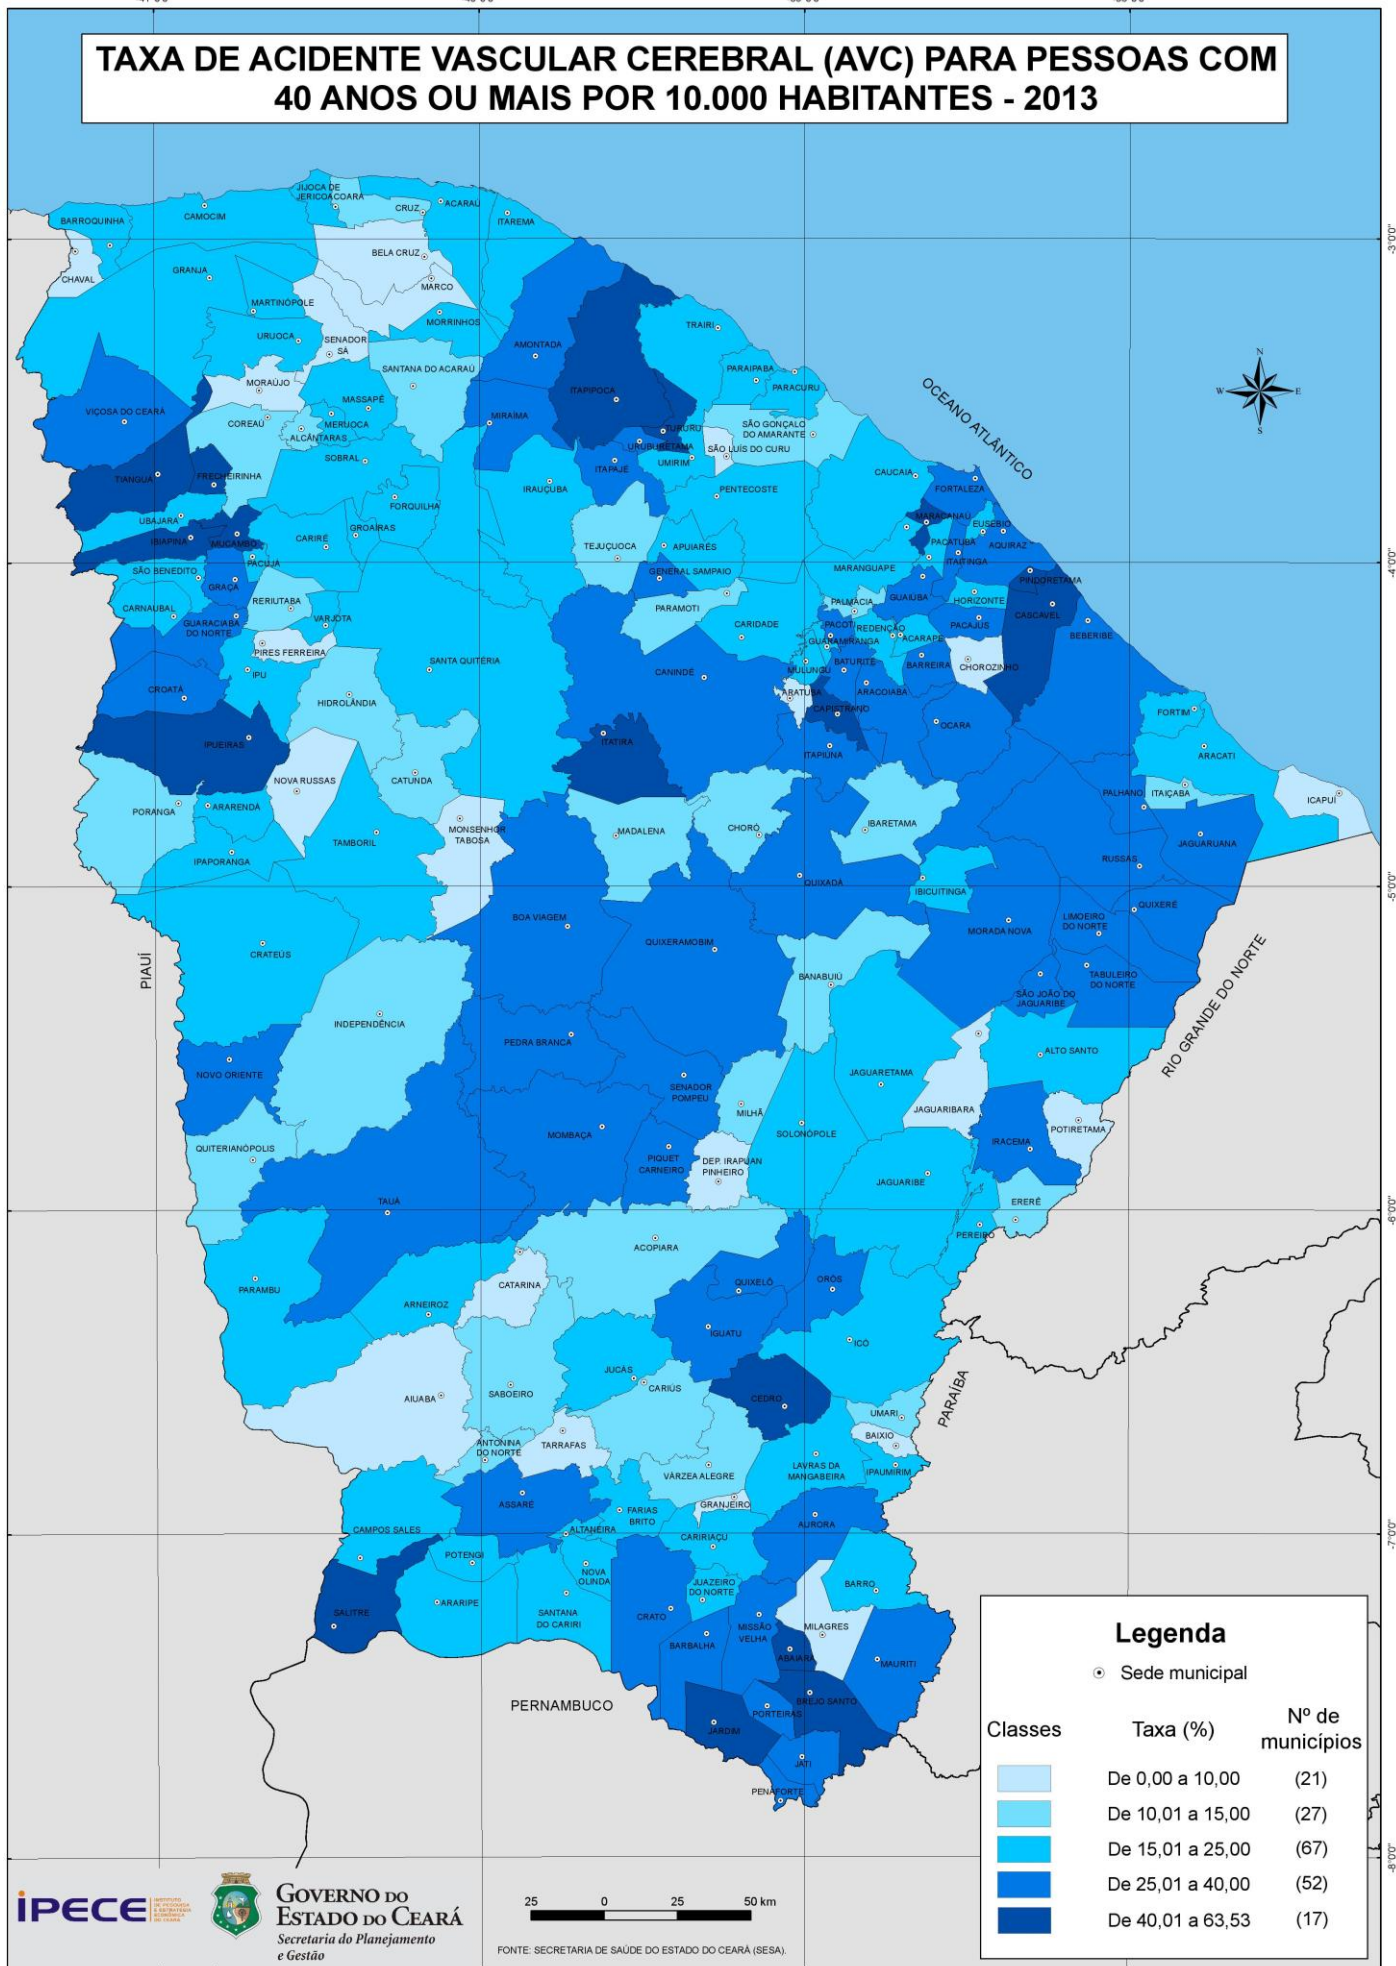 TAXA DE ACIDENTE VASCULAR CEREBRAL (AVC) PARA PESSOAS COM
40 ANOS OU MAIS POR 10.000 HABITANTES - 2013
JIJOCA DE
JERICOACOARA
CRUZ
ACARAÚ
ITAREMA
BARROQUINHA
CAMOCIM
CHAVAL
GRANJA
BELA CRUZ
MARCO
MARTINÓPOLE
MORRINHOS
URUOCA
SENADOR
SÁ
AMONTADA
TRAIRI
SANTANA DO ACARAÚ
MORAÚJO
ITAPIPOCA
PARAIPABA
PARACURU
VIÇOSA DO CEARÁ
MASSAPÊ
MIRAÍMA
COREAÚ
MERUOCA
ALCÂNTARAS
TURURU
SÃO GONÇALO
DO AMARANTE
URUBURETAMA
SÃO LUÍS DO CURU
SOBRAL
ITAPAJÉ
UMIRIM
CAUCAIA
TIANGUÁ
FRECHEIRINHA
IRAUÇUBA
PENTECOSTE
FORTALEZA
FORQUILHA
OCEANO ATLÂNTICO
N
W
E
S
UBAJARA
GROAÍRAS
MARACANAÚ
EUSÉBIO
IBIAPINA
MUCAMBO
CARIRÉ
TEJUÇUOCA
APUIARÉS
PACATUBA
AQUIRAZ
PACUJÁ
ITAITINGA
SÃO BENEDITO
GENERAL SAMPAIO
MARANGUAPE
PINDORETAMA
GRAÇA
RERIUTABA
PARAMOTI
PALMÁCIA
GUAIÚBA
HORIZONTE
CASCAVEL
CARNAUBAL
GUARACIABA
DO NORTE
VARJOTA
CARIDADE
PACOTI
REDENÇÃO
PACAJUS
BEBERIBE
GUARAMIRANGA
ACARAPE
PIRES FERREIRA
MULUNGU
BATURITÉ
BARREIRA
CHOROZINHO
SANTA QUITÉRIA
IPU
CANINDÉ
ARATUBA
ARACOIABA
CROATÁ
HIDROLÂNDIA
CAPISTRANO
OCARA
FORTIM
IPUEIRAS
ITATIRA
ITAPIÚNA
ARACATI
NOVA RUSSAS
CATUNDA
PALHANO
ITAIÇABA
ICAPUÍ
PORANGA
ARARENDÁ
IBARETAMA
MONSENHOR
TABOSA
MADALENA
CHORÓ
TAMBORIL
JAGUARUANA
IPAPORANGA
RUSSAS
QUIXADÁ
IBICUITINGA
BOA VIAGEM
QUIXERÉ
LIMOEIRO
DO NORTE
CRATEÚS
QUIXERAMOBIM
MORADA NOVA
BANABUIÚ
TABULEIRO
DO NORTE
SÃO JOÃO DO
JAGUARIBE
PIAUÍ
RIO GRANDE DO NORTE
INDEPENDÊNCIA
PEDRA BRANCA
ALTO SANTO
NOVO ORIENTE
SENADOR
POMPEU
JAGUARETAMA
MILHÃ
JAGUARIBARA
SOLONÓPOLE
POTIRETAMA
MOMBAÇA
IRACEMA
QUITERIANÓPOLIS
PIQUET
CARNEIRO
DEP. IRAPUAN
PINHEIRO
JAGUARIBE
TAUÁ
ERERÊ
PEREIRO
ACOPIARA
PARAMBU
CATARINA
QUIXELÔ
ORÓS
ARNEIROZ
IGUATU
ICÓ
JUCÁS
CARIÚS
AIUABA
SABOEIRO
CEDRO
PARAÍBA
UMARI
BAIXIO
ANTONINA
DO NORTE
TARRAFAS
LAVRAS DA
MANGABEIRA
IPAUMIRIM
VÁRZEA ALEGRE
GRANJEIRO
ASSARÉ
FARIAS
BRITO
AURORA
CAMPOS SALES
ALTANEIRA
CARIRIAÇU
POTENGI
NOVA
OLINDA
JUAZEIRO
DO NORTE
BARRO
ARARIPE
SANTANA
DO CARIRI
CRATO
SALITRE
MISSÃO
VELHA
MILAGRES
BARBALHA
ABAIARA
MAURITI
BREJO SANTO
PERNAMBUCO
PORTEIRAS
JARDIM
JATI
PENAFORTE
-3°0'0"
-4°0'0"
-5°0'0"
-6°0'0"
-7°0'0"
-8°0'0"
Legenda
Sede municipal
Classes Taxa (%) Nº de
municípios
De 0,00 a 10,00 (21)
De 10,01 a 15,00 (27)
De 15,01 a 25,00 (67)
De 25,01 a 40,00 (52)
De 40,01 a 63,53 (17)
IPECE
INSTITUTO
DE PESQUISA
E ESTRATÉGIA
ECONÔMICA
DO CEARÁ
GOVERNO DO
ESTADO DO CEARÁ
Secretaria do Planejamento
e Gestão
25 0 25 50 km
FONTE: SECRETARIA DE SAÚDE DO ESTADO DO CEARÁ (SESA).